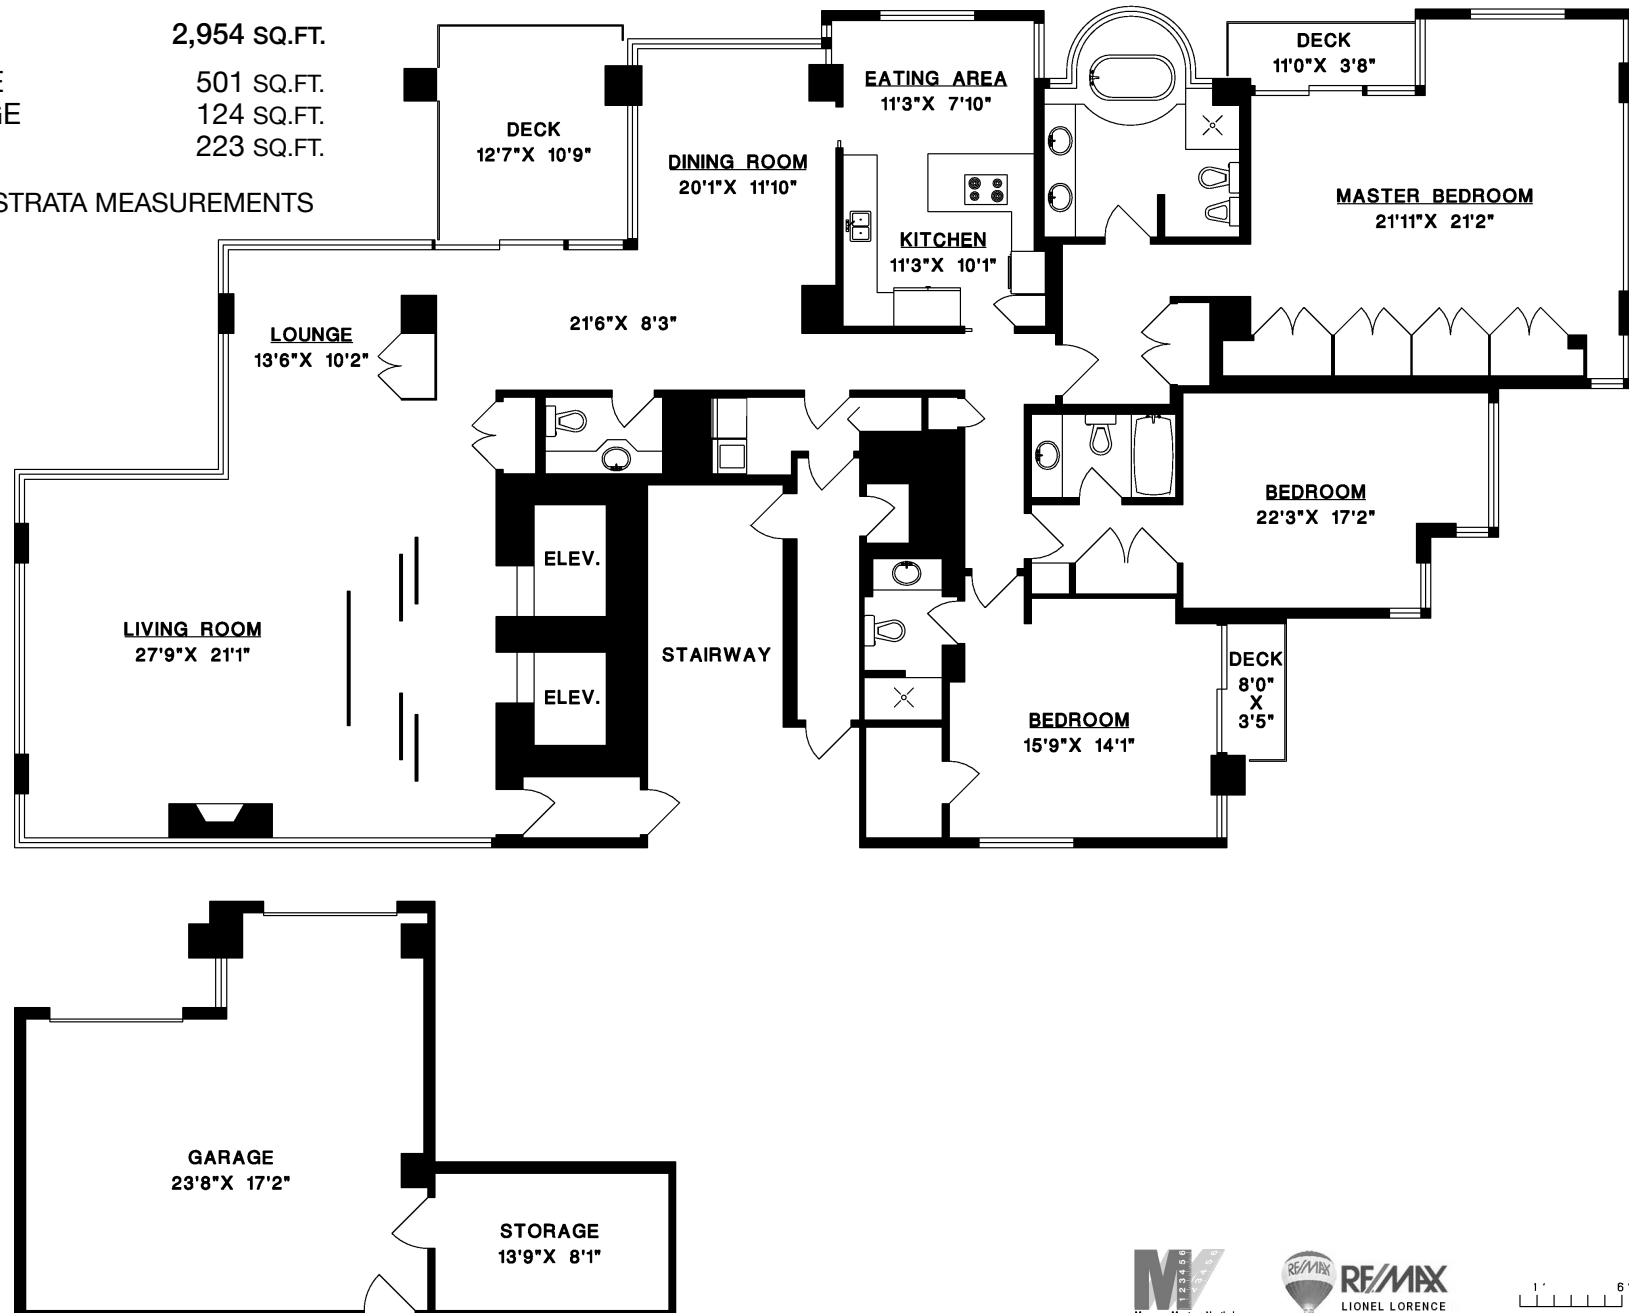 2,954 SQ.FT.
E 501 SQ.FT.
GE 124 SQ.FT.
223 SQ.FT.
STRATA MEASUREMENTS
DECK
12'7"X 10'9"
DINING ROOM
20'1"X 11'10"
EATING AREA
11'3"X 7'10"
KITCHEN
11'3"X 10'1"
DECK
11'0"X 3'8"
MASTER BEDROOM
21'11"X 21'2"
LOUNGE
13'6"X 10'2"
21'6"X 8'3"
BEDROOM
22'3"X 17'2"
ELEV.
ELEV.
LIVING ROOM
27'9"X 21'1"
STAIRWAY
BEDROOM
15'9"X 14'1"
DECK
8'0"
X
3'5"
GARAGE
23'8"X 17'2"
STORAGE
13'9"X 8'1"
RE/MAX
RE/MAX
LIONEL LORENCE
1' 6'